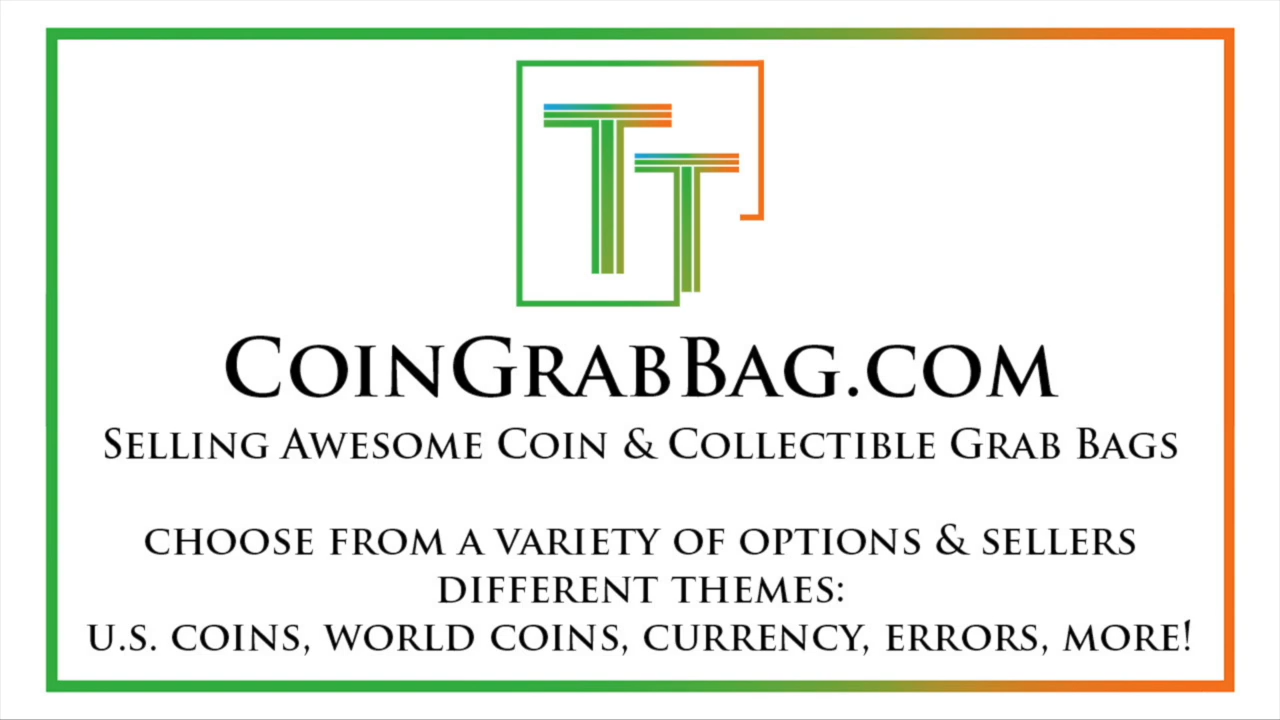 TT
CoinGrabBag.com
Selling Awesome Coin & Collectible Grab Bags
choose from a variety of options & sellers
different themes:
u.s. coins, world coins, currency, errors, more!